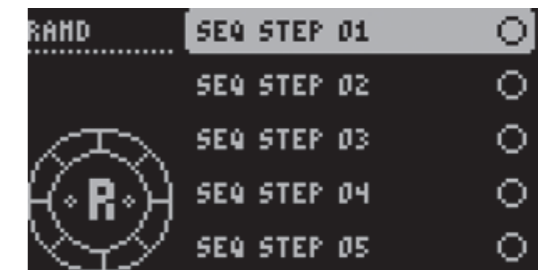 RAND
SEQ STEP 01
SEQ STEP 02
SEQ STEP 03
R
SEQ STEP 04
SEQ STEP 05